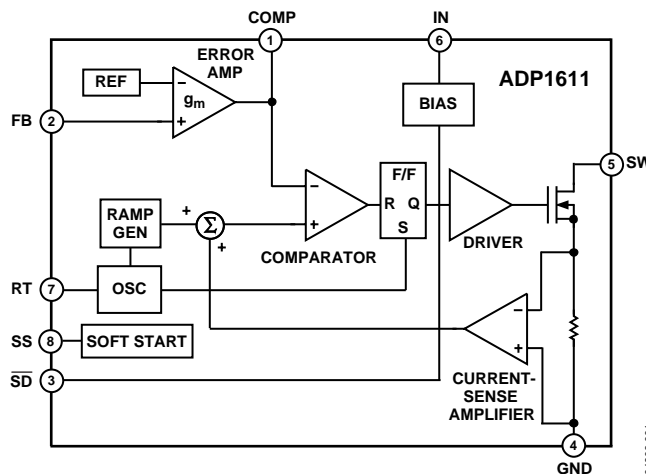 COMP
IN
1
6
ERROR
AMP
ADP1611
REF
−
gm
BIAS
FB
2
+
5
SW
F/F
−
R Q
RAMP
GEN
+
Σ
+
S
DRIVER
+
COMPARATOR
RT
7
OSC
−
SS
8
SOFT START
+
SD
3
CURRENT-
SENSE
AMPLIFIER
4
GND